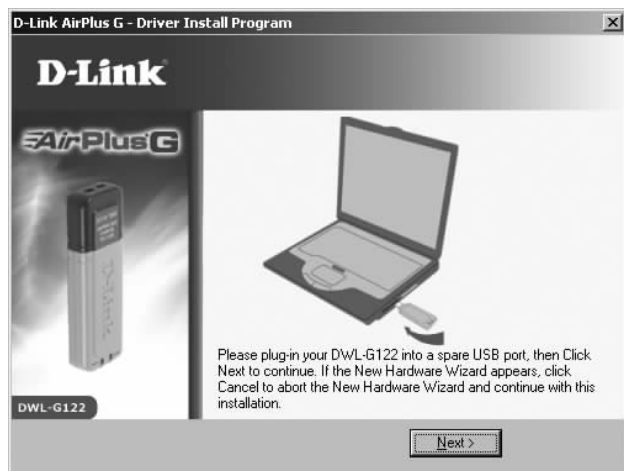 D-Link AirPlus G - Driver Install Program
D-Link
AirPlus G
D-Link
DWL-G122
Please plug-in your DWL-G122 into a spare USB port, then Click
Next to continue. If the New Hardware Wizard appears, click
Cancel to abort the New Hardware Wizard and continue with this
installation.
Next >